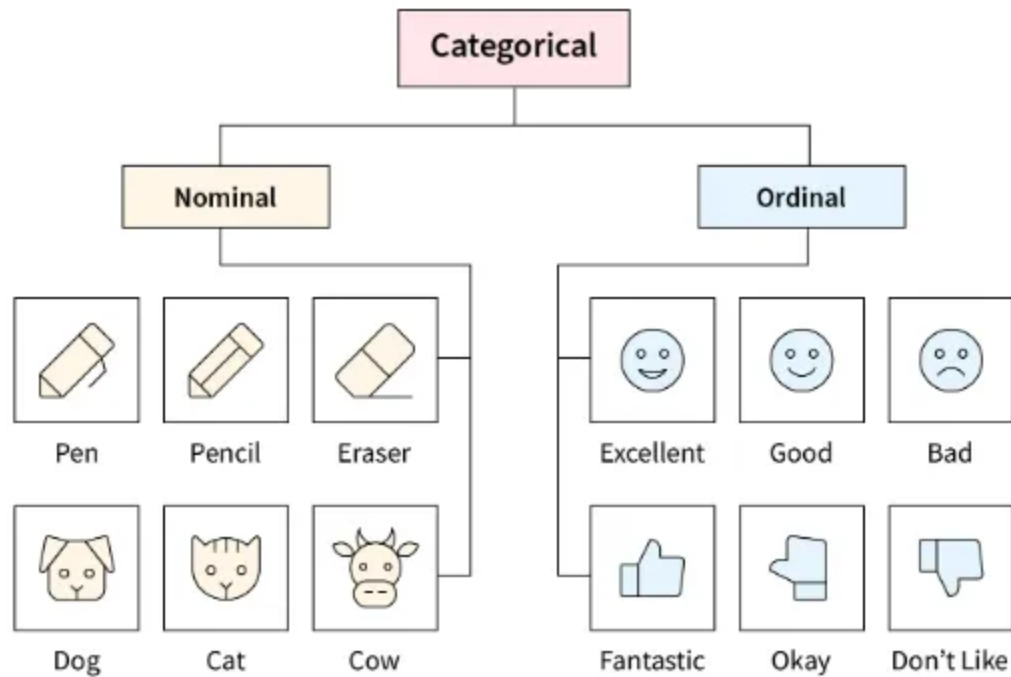 Categorical
Nominal
Ordinal
Pen
Pencil
Eraser
Excellent
Good
Bad
Dog
Cat
Cow
Fantastic
Okay
Don't Like